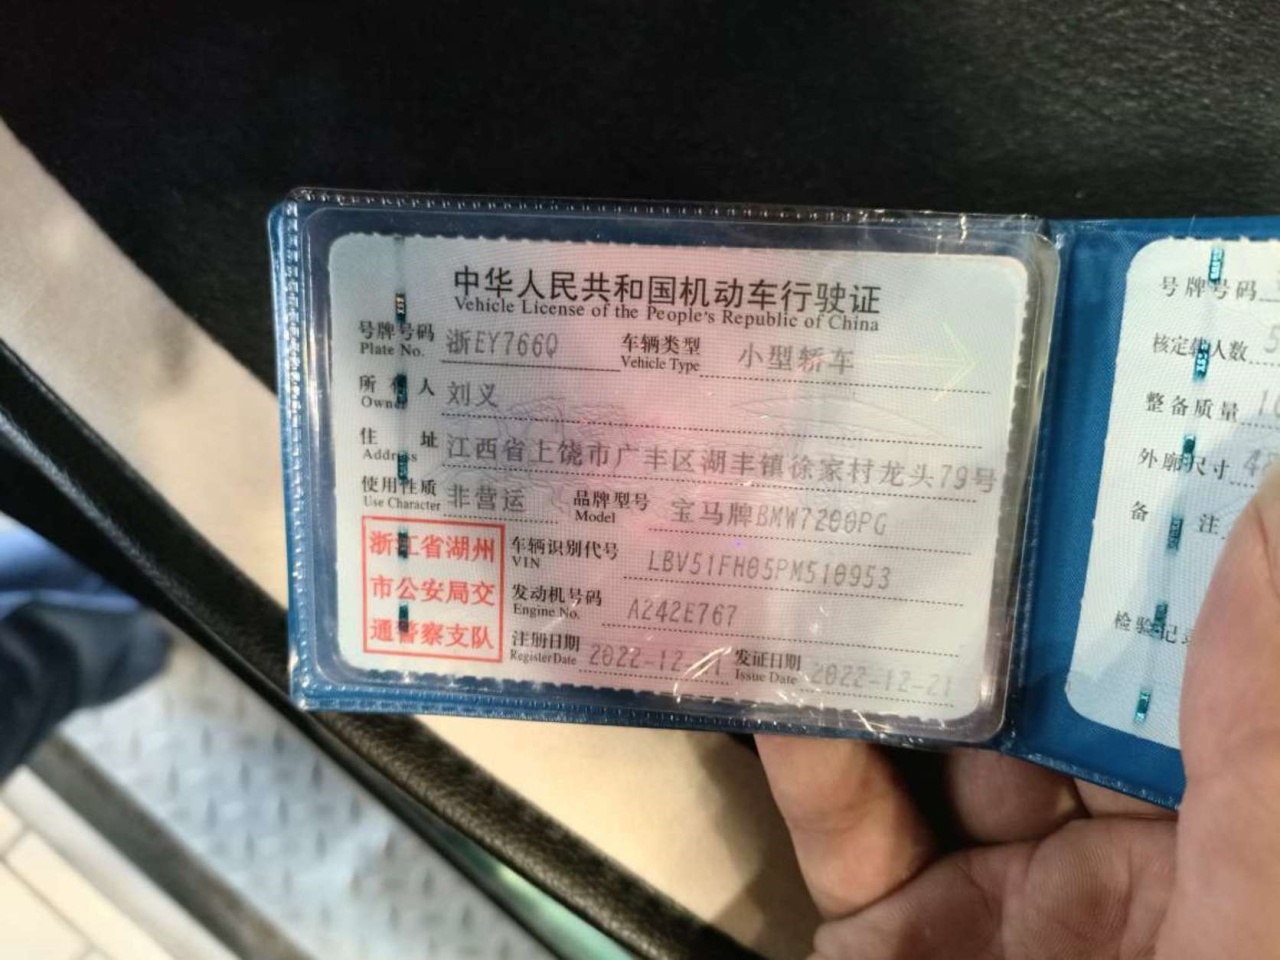 中华人民共和国机动车行驶证
Vehicle License of the People's Republic of China
号牌号码 浙EY766Q 车辆类型 小型轿车
Plate No. Vehicle Type
所有人 刘义
Owner
住址 江西省上饶市广丰区湖丰镇徐家村龙头79号
Address
使用性质 非营运 品牌型号 宝马牌BMW7200PG
Use Character Model
浙江省湖州
市公安局交
通警察支队
车辆识别代号 LBV51FH05PM510953
VIN
发动机号码 A242E767
Engine No.
注册日期 2022-12-21 发证日期 2022-12-21
Register Date Issue Date
号牌号码
核定载人数 5
整备质量
外廓尺寸
备注
检验记